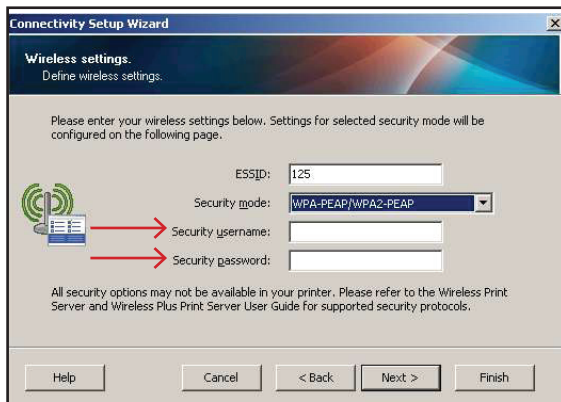 Connectivity Setup Wizard
Wireless settings.
Define wireless settings.
Please enter your wireless settings below. Settings for selected security mode will be
configured on the following page.
ESSID: 125
Security mode: WPA-PEAP/WPA2-PEAP
Security username:
Security password:
All security options may not be available in your printer. Please refer to the Wireless Print
Server and Wireless Plus Print Server User Guide for supported security protocols.
Help Cancel < Back Next > Finish